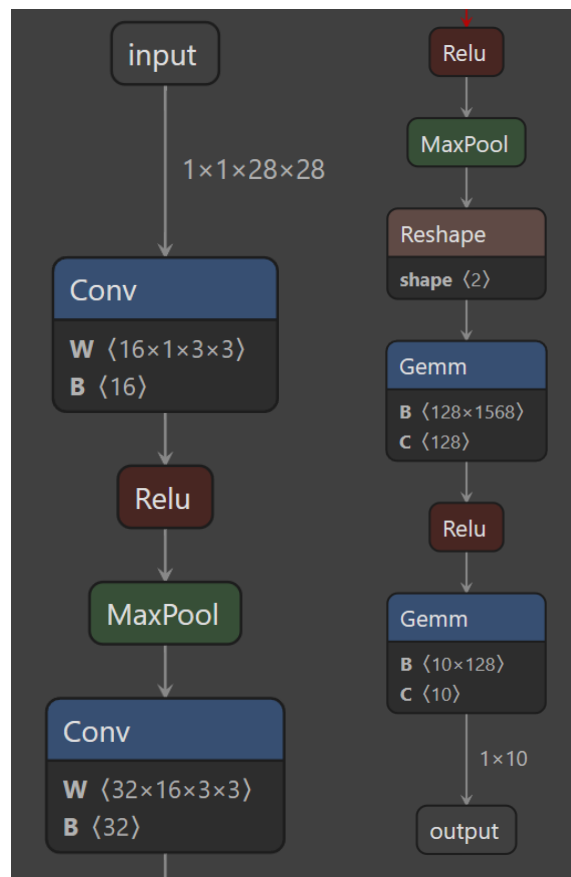 input
1×1×28×28
Conv
W ⟨16×1×3×3⟩
B ⟨16⟩
Relu
MaxPool
Conv
W ⟨32×16×3×3⟩
B ⟨32⟩
Relu
MaxPool
Reshape
shape ⟨2⟩
Gemm
B ⟨128×1568⟩
C ⟨128⟩
Relu
Gemm
B ⟨10×128⟩
C ⟨10⟩
1×10
output